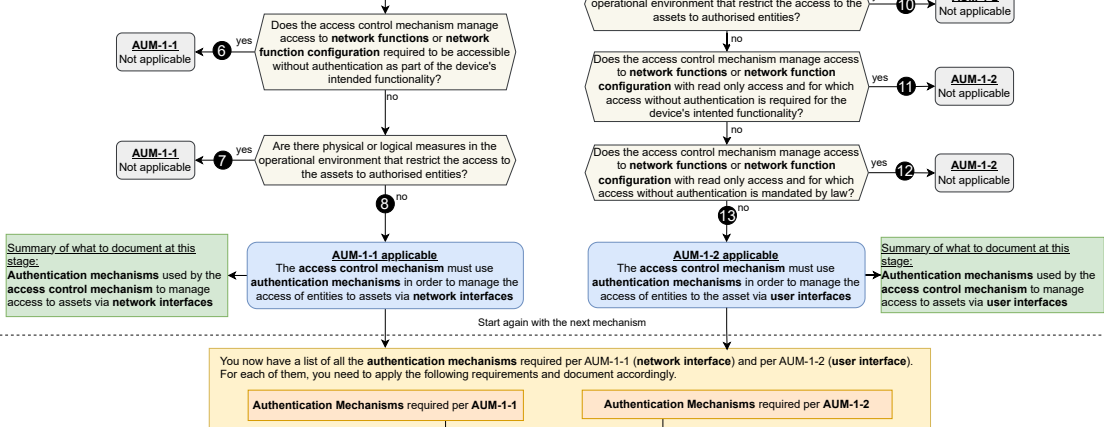 operational environment that restrict the access to the
assets to authorised entities?
10
Not applicable
no
Does the access control mechanism manage
access to network functions or network
function configuration required to be accessible
without authentication as part of the device's
intended functionality?
yes
6
AUM-1-1
Not applicable
no
Does the access control mechanism manage access
to network functions or network function
configuration with read only access and for which
access without authentication is required for the
device's intented functionality?
yes
11
AUM-1-2
Not applicable
no
Are there physical or logical measures in the
operational environment that restrict the access to
the assets to authorised entities?
yes
7
AUM-1-1
Not applicable
8
no
Does the access control mechanism manage access
to network functions or network function
configuration with read only access and for which
access without authentication is mandated by law?
yes
12
AUM-1-2
Not applicable
13
no
Summary of what to document at this
stage:
Authentication mechanisms used by the
access control mechanism to manage
access to assets via network interfaces
AUM-1-1 applicable
The access control mechanism must use
authentication mechanisms in order to manage the
access of entities to assets via network interfaces
AUM-1-2 applicable
The access control mechanism must use
authentication mechanisms in order to manage the
access of entities to the asset via user interfaces
Summary of what to document at this
stage:
Authentication mechanisms used by the
access control mechanism to manage
access to assets via user interfaces
Start again with the next mechanism
You now have a list of all the authentication mechanisms required per AUM-1-1 (network interface) and per AUM-1-2 (user interface).
For each of them, you need to apply the following requirements and document accordingly.
Authentication Mechanisms required per AUM-1-1
Authentication Mechanisms required per AUM-1-2